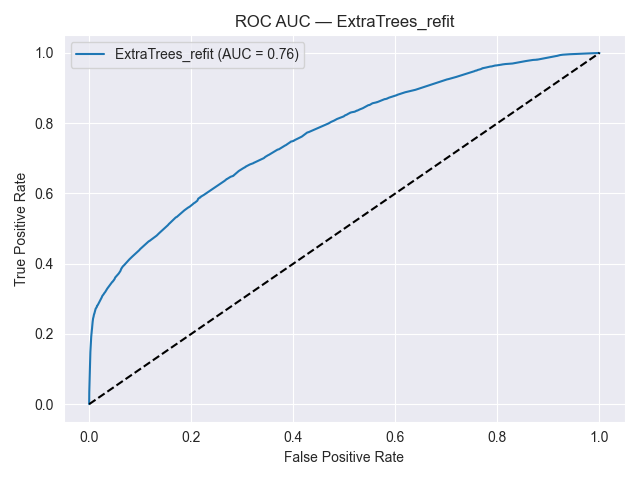 ROC AUC — ExtraTrees_refit
ExtraTrees_refit (AUC = 0.76)
True Positive Rate
1.0
0.8
0.6
0.4
0.2
0.0
0.0 0.2 0.4 0.6 0.8 1.0
False Positive Rate